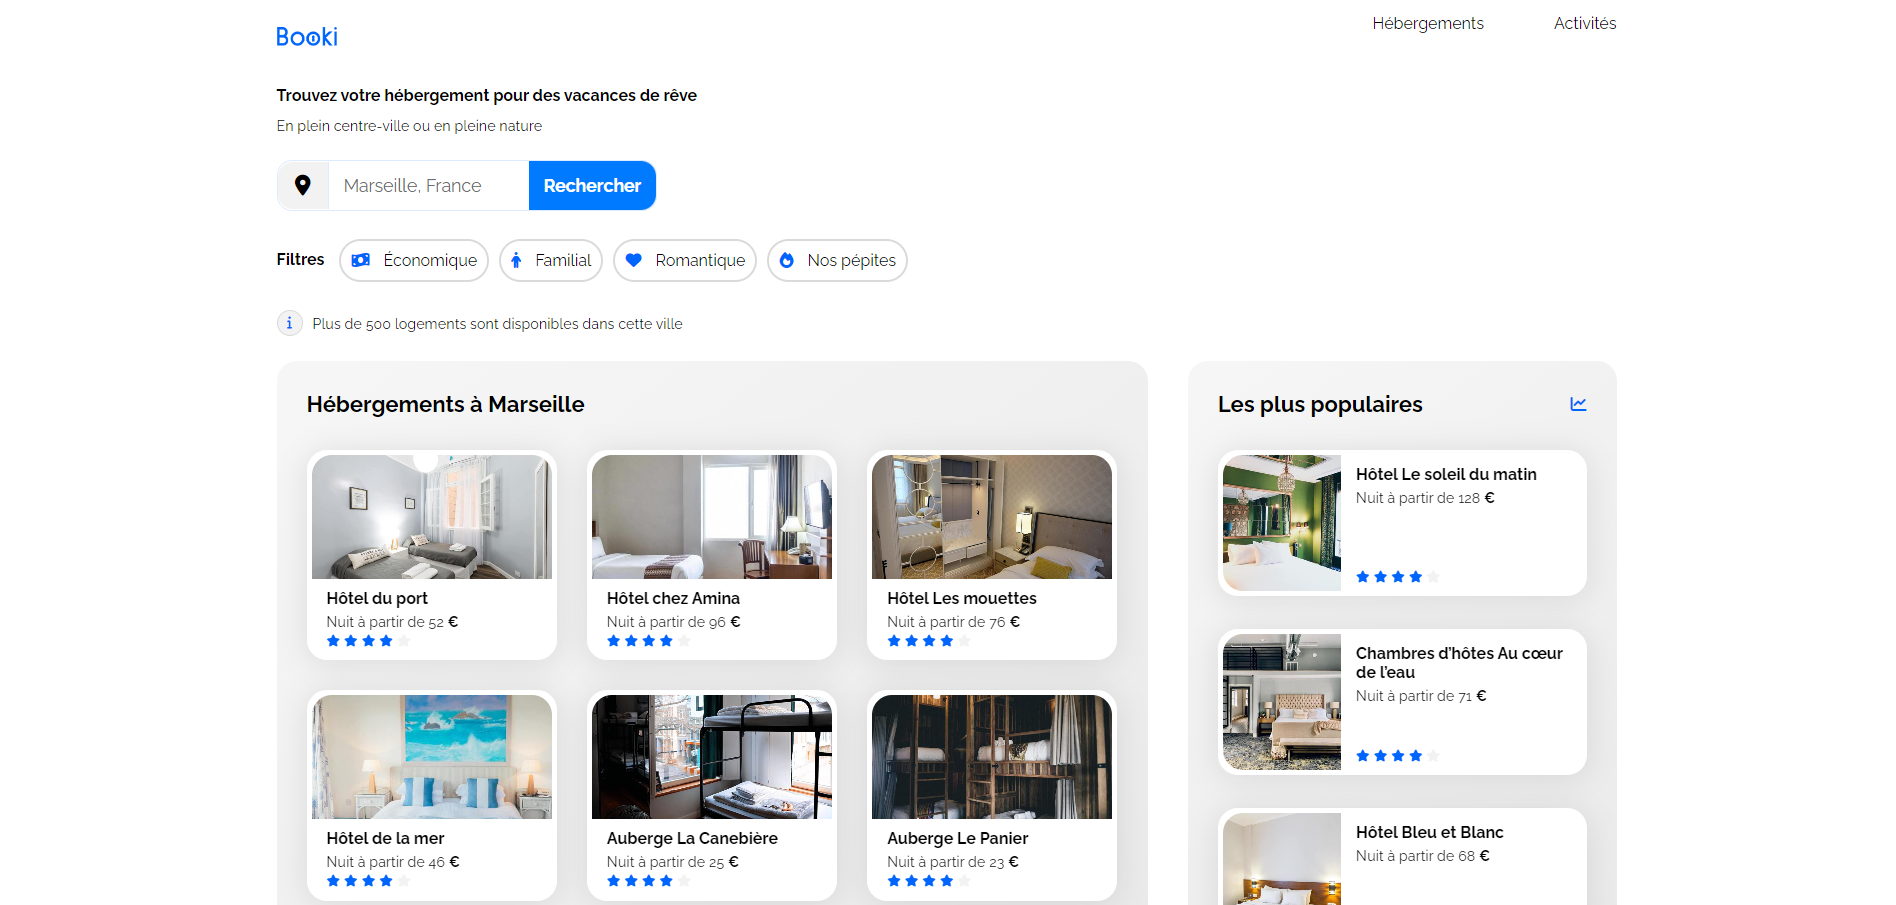 Booki
Hébergements
Activités
Trouvez votre hébergement pour des vacances de rêve
En plein centre-ville ou en pleine nature
Marseille, France
Rechercher
Filtres
Économique
Familial
Romantique
Nos pépites
Plus de 500 logements sont disponibles dans cette ville
Hébergements à Marseille
Hôtel du port
Nuit à partir de 52 €
Hôtel chez Amina
Nuit à partir de 96 €
Hôtel Les mouettes
Nuit à partir de 76 €
Hôtel de la mer
Nuit à partir de 46 €
Auberge La Canebière
Nuit à partir de 25 €
Auberge Le Panier
Nuit à partir de 23 €
Les plus populaires
Hôtel Le soleil du matin
Nuit à partir de 128 €
Chambres d’hôtes Au cœur
de l’eau
Nuit à partir de 71 €
Hôtel Bleu et Blanc
Nuit à partir de 68 €